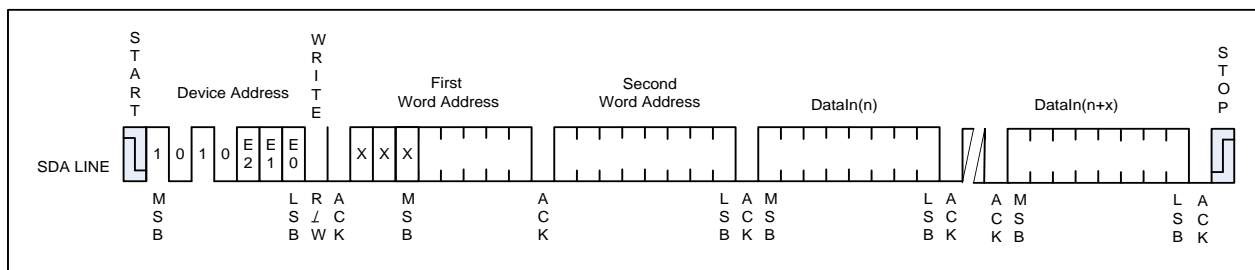 START
WRITE
STOP
Device Address
First
Word Address
Second
Word Address
DataIn(n)
DataIn(n+x)
SDA LINE
1 0 1 0 E2 E1 E0 X X X
MSB
LSB
R/W
ACK
MSB
ACK
LSB
ACK
MSB
LSB
ACK
ACK
MSB
LSB
ACK